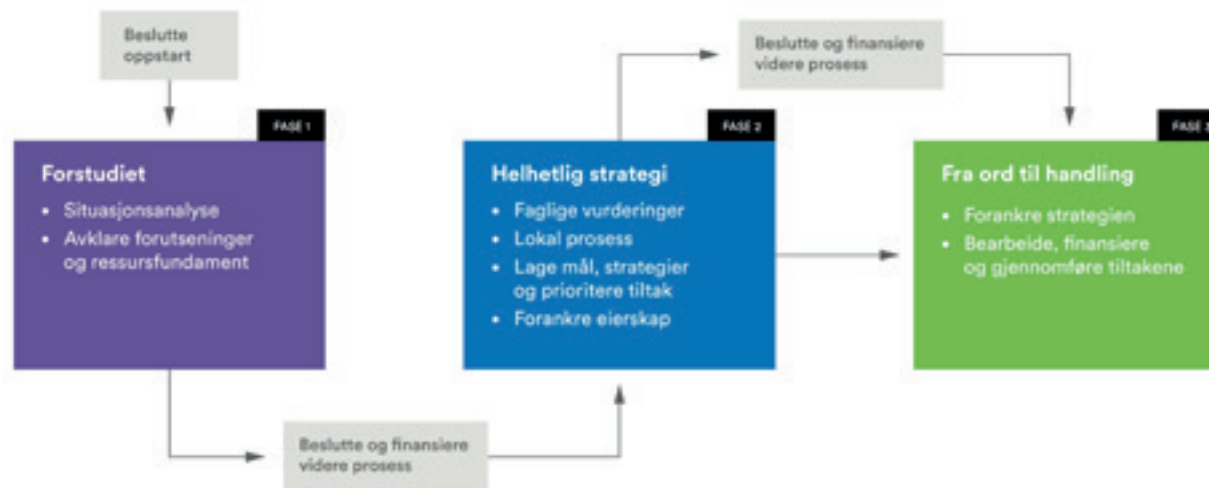 Beslutte
oppstart
Beslutte og finansiere
videre prosess
FASE 1
Forstudiet
• Situasjonsanalyse
• Avklare forutseninger
og ressursfundament
FASE 2
Helhetlig strategi
• Faglige vurderinger
• Lokal prosess
• Lage mål, strategier
og prioritere tiltak
• Forankre eierskap
FASE 3
Fra ord til handling
• Forankre strategien
• Bearbeide, finansiere
og gjennomføre tiltakene
Beslutte og finansiere
videre prosess